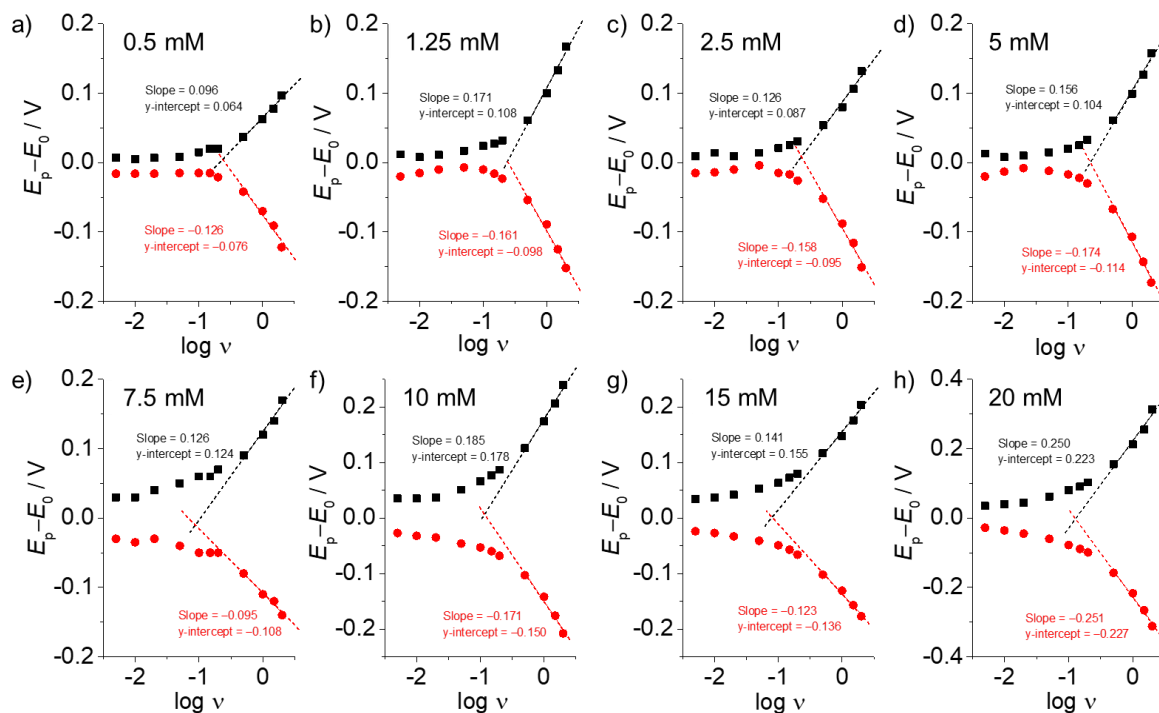 a)
0.5 mM
0.2
0.1
0.0
-0.1
-0.2
Ep–E0 / V
Slope = 0.096
y-intercept = 0.064
Slope = –0.126
y-intercept = –0.076
-2
-1
0
log ν
b)
1.25 mM
0.2
0.1
0.0
-0.1
-0.2
Ep–E0 / V
Slope = 0.171
y-intercept = 0.108
Slope = –0.161
y-intercept = –0.098
-2
-1
0
log ν
c)
2.5 mM
0.2
0.1
0.0
-0.1
-0.2
Ep–E0 / V
Slope = 0.126
y-intercept = 0.087
Slope = –0.158
y-intercept = –0.095
-2
-1
0
log ν
d)
5 mM
0.2
0.1
0.0
-0.1
-0.2
Ep–E0 / V
Slope = 0.156
y-intercept = 0.104
Slope = –0.174
y-intercept = –0.114
-2
-1
0
log ν
e)
7.5 mM
0.2
0.1
0.0
-0.1
-0.2
Ep–E0 / V
Slope = 0.126
y-intercept = 0.124
Slope = –0.095
y-intercept = –0.108
-2
-1
0
log ν
f)
10 mM
0.2
0.1
0.0
-0.1
-0.2
Ep–E0 / V
Slope = 0.185
y-intercept = 0.178
Slope = –0.171
y-intercept = –0.150
-2
-1
0
log ν
g)
15 mM
0.2
0.1
0.0
-0.1
-0.2
Ep–E0 / V
Slope = 0.141
y-intercept = 0.155
Slope = –0.123
y-intercept = –0.136
-2
-1
0
log ν
h)
20 mM
0.4
0.2
0.0
-0.2
-0.4
Ep–E0 / V
Slope = 0.250
y-intercept = 0.223
Slope = –0.251
y-intercept = –0.227
-2
-1
0
log ν